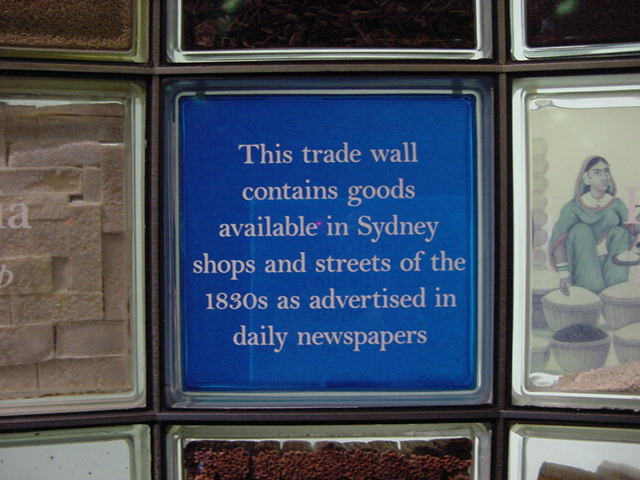 This trade wall
contains goods
available in Sydney
shops and streets of the
1830s as advertised in
daily newspapers